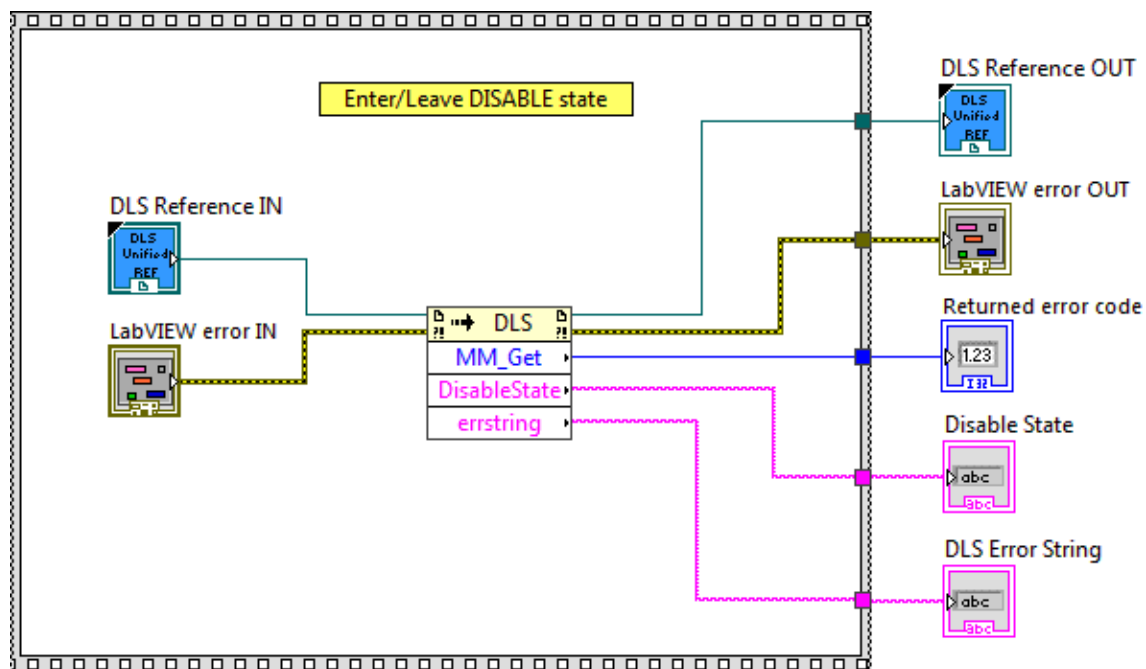 Enter/Leave DISABLE state
DLS Reference IN
DLS
Unified
REF
LabVIEW error IN
?!
DLS
?!
MM_Get
DisableState
errstring
DLS Reference OUT
DLS
Unified
REF
LabVIEW error OUT
Returned error code
1.23
I32
Disable State
abc
abc
DLS Error String
abc
abc